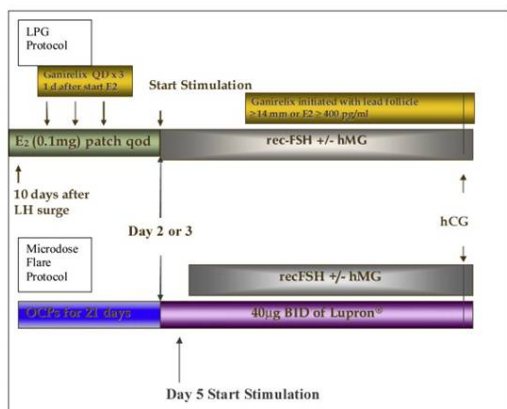 LPG
Protocol
Ganirelix QD x 3
1 d after start E2
Start Stimulation
Ganirelix initiated with lead follicle
≥14 mm or E2 ≥ 400 pg/ml
E₂ (0.1mg) patch qod
rec-FSH +/- hMG
10 days after
LH surge
Day 2 or 3
hCG
Microdose
Flare
Protocol
recFSH +/- hMG
OCPs for 21 days
40µg BID of Lupron®
Day 5 Start Stimulation